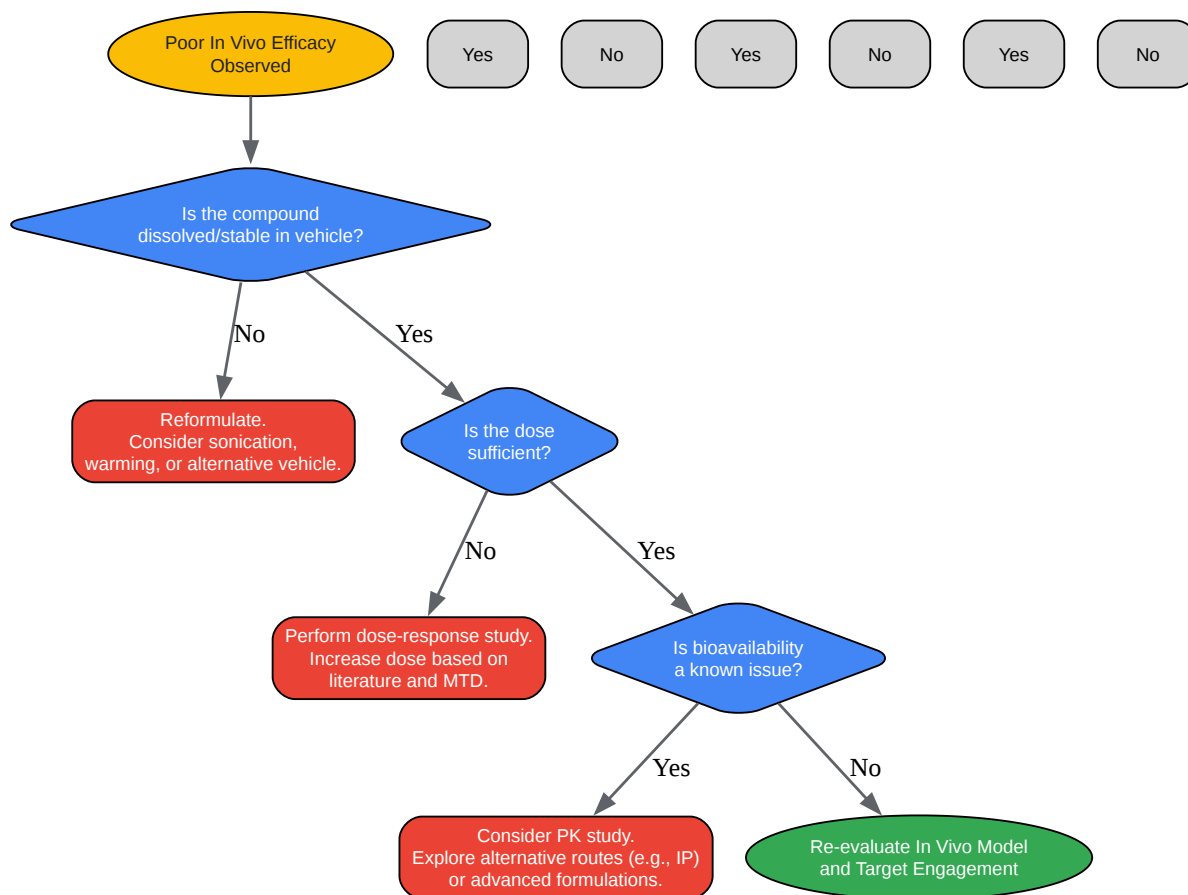 Poor In Vivo Efficacy
Observed
Yes
No
Yes
No
Yes
No
Is the compound
dissolved/stable in vehicle?
No
Yes
Reformulate.
Consider sonication,
warming, or alternative vehicle.
Is the dose
sufficient?
No
Yes
Perform dose-response study.
Increase dose based on
literature and MTD.
Is bioavailability
a known issue?
Yes
No
Consider PK study.
Explore alternative routes (e.g., IP)
or advanced formulations.
Re-evaluate In Vivo Model
and Target Engagement